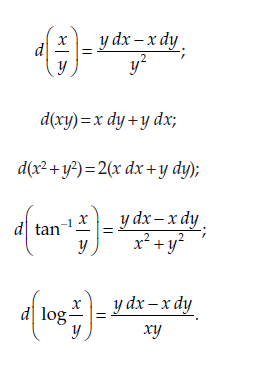 d(x/y) = (y dx – x dy)/y²;
d(xy)=x dy+y dx;
d(x²+y²)=2(x dx+y dy);
d(tan⁻¹ x/y) = (y dx – x dy)/(x² + y²);
d(log x/y) = (y dx – x dy)/xy.